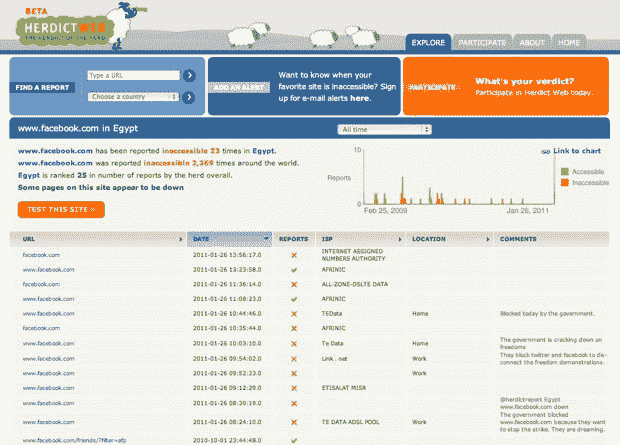 BETA
HERDICTWEB
THE VERDICT OF THE HERD
EXPLORE PARTICIPATE ABOUT HOME
FIND A REPORT
Type a URL
Choose a country
ADD AN ALERT
Want to know when your
favorite site is inaccessible? Sign
up for e-mail alerts here.
PARTICIPATE
What's your verdict?
Participate in Herdict Web today.
www.facebook.com in Egypt
All time
www.facebook.com has been reported inaccessible 23 times in Egypt.
www.facebook.com was reported inaccessible 2,269 times around the world.
Egypt is ranked 25 in number of reports by the herd overall.
Some pages on this site appear to be down
TEST THIS SITE »
Link to chart
10
Reports
0
Feb 25, 2009 Jan 26, 2011
Accessible
Inaccessible
URL DATE REPORTS ISP LOCATION COMMENTS
facebook.com 2011-01-26 13:56:17.0 INTERNET ASSIGNED NUMBERS AUTHORITY
www.facebook.com 2011-01-26 13:23:58.0 AFRINIC
facebook.com 2011-01-26 11:36:14.0 ALL-ZONE-DSLTE DATA
www.facebook.com 2011-01-26 11:08:23.0 AFRINIC
www.facebook.com 2011-01-26 10:44:46.0 TEData Home Blocked today by the government.
facebook.com 2011-01-26 10:35:44.0 AFRINIC
www.facebook.com 2011-01-26 10:03:10.0 Te Data Home The government is cracking down on freedoms
www.facebook.com 2011-01-26 09:54:02.0 Link . net Work They block twitter and facebook to dis-connect the freedom demonstrations.
www.facebook.com 2011-01-26 09:52:23.0 Work
facebook.com 2011-01-26 09:12:29.0 ETISALAT MISR
www.facebook.com 2011-01-26 08:39:19.0 @herdictreport Egypt www.facebook.com down
www.facebook.com 2011-01-26 08:24:10.0 TE DATA ADSL POOL Work The government blocked www.facebook.com because they want to stop the strike. They are dreaming.
www.facebook.com/friends/?filter=afp 2010-10-01 23:44:48.0